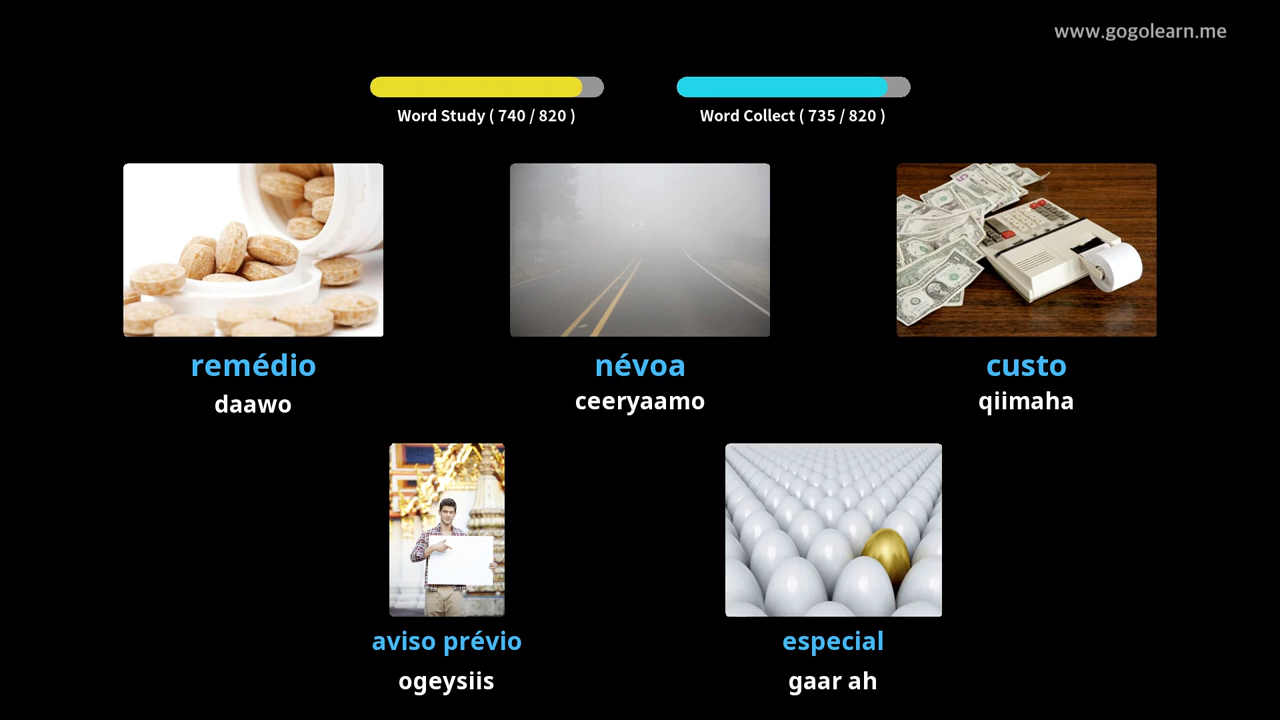 www.gogolearn.me
Word Study ( 740 / 820 )
Word Collect ( 735 / 820 )
remédio
névoa
custo
daawo
ceeryaamo
qiimaha
aviso prévio
especial
ogeysiis
gaar ah